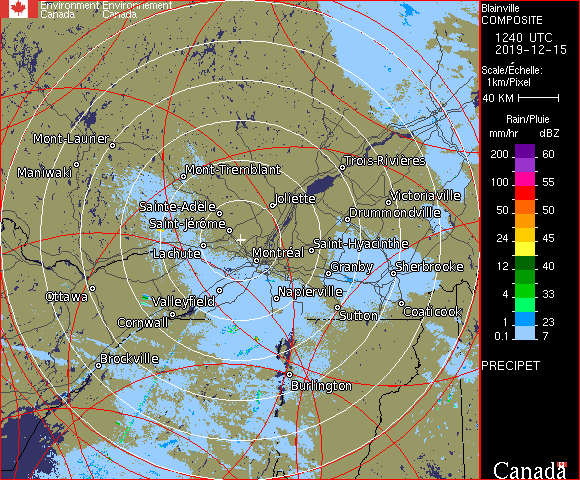 Environment Environnement
Canada Canada
Blainville
COMPOSITE
1240 UTC
2019-12-15
Scale/Échelle:
1km/Pixel
40 KM
Rain/Pluie
mm/hr dBZ
200 60
100 55
50 50
24 45
12 40
4 33
1 23
0.1 7
PRECIPET
Canada
Mont-Laurier
Maniwaki
Mont-Tremblant
Trois-Rivières
Joliette
Victoriaville
Sainte-Adele
Drummondville
Saint-Jérôme
Lachute
Montréal
Saint-Hyacinthe
Granby
Sherbrooke
Ottawa
Valleyfield
Napierville
Cornwall
Sutton
Coaticook
Brockville
Burlington